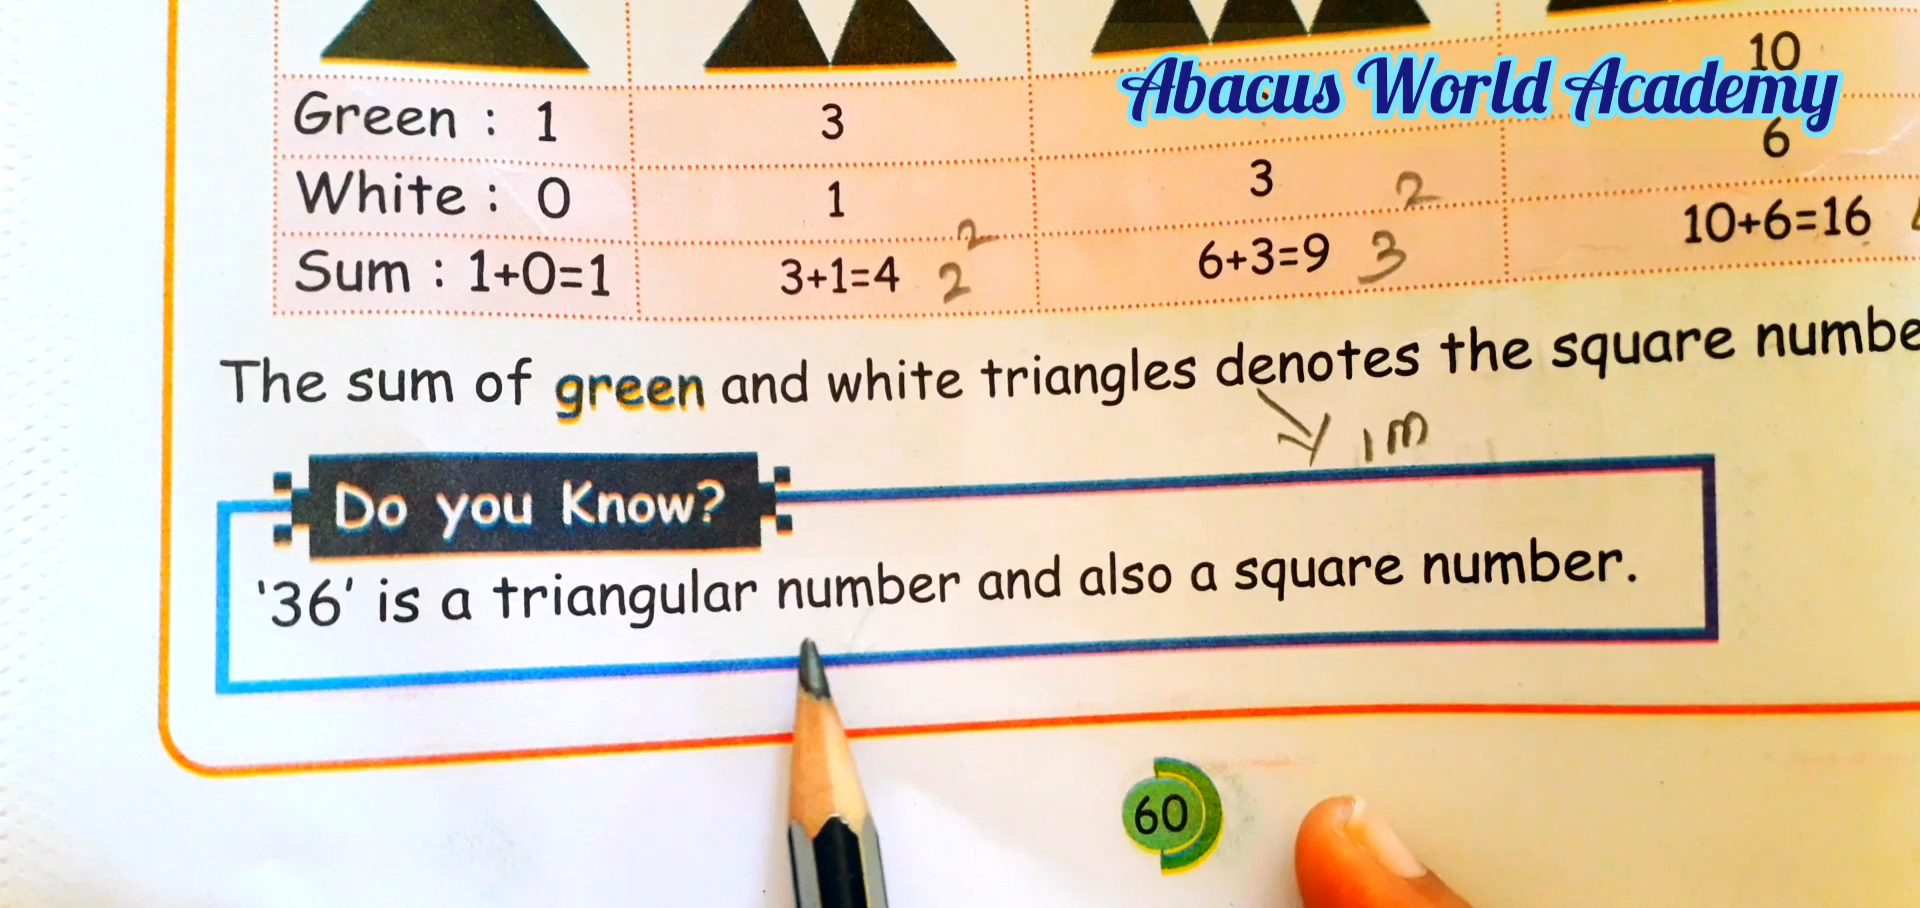 Abacus World Academy
10
Green : 1 3
6
White : 0 1 3 2
Sum : 1+0=1 3+1=4 2 2 6+3=9 3 10+6=16
The sum of green and white triangles denotes the square numbe
1m
Do you Know?
'36' is a triangular number and also a square number.
60